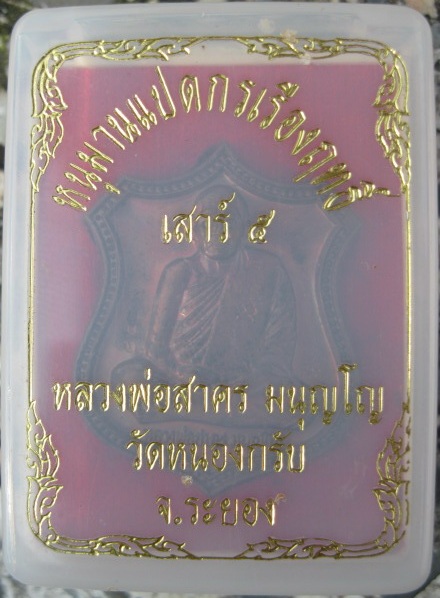 หนุมานแปดกรเรืองฤทธิ์
เสาร์ ๕
หลวงพ่อสาคร มนุญโญ
วัดหนองกรับ
จ.ระยอง